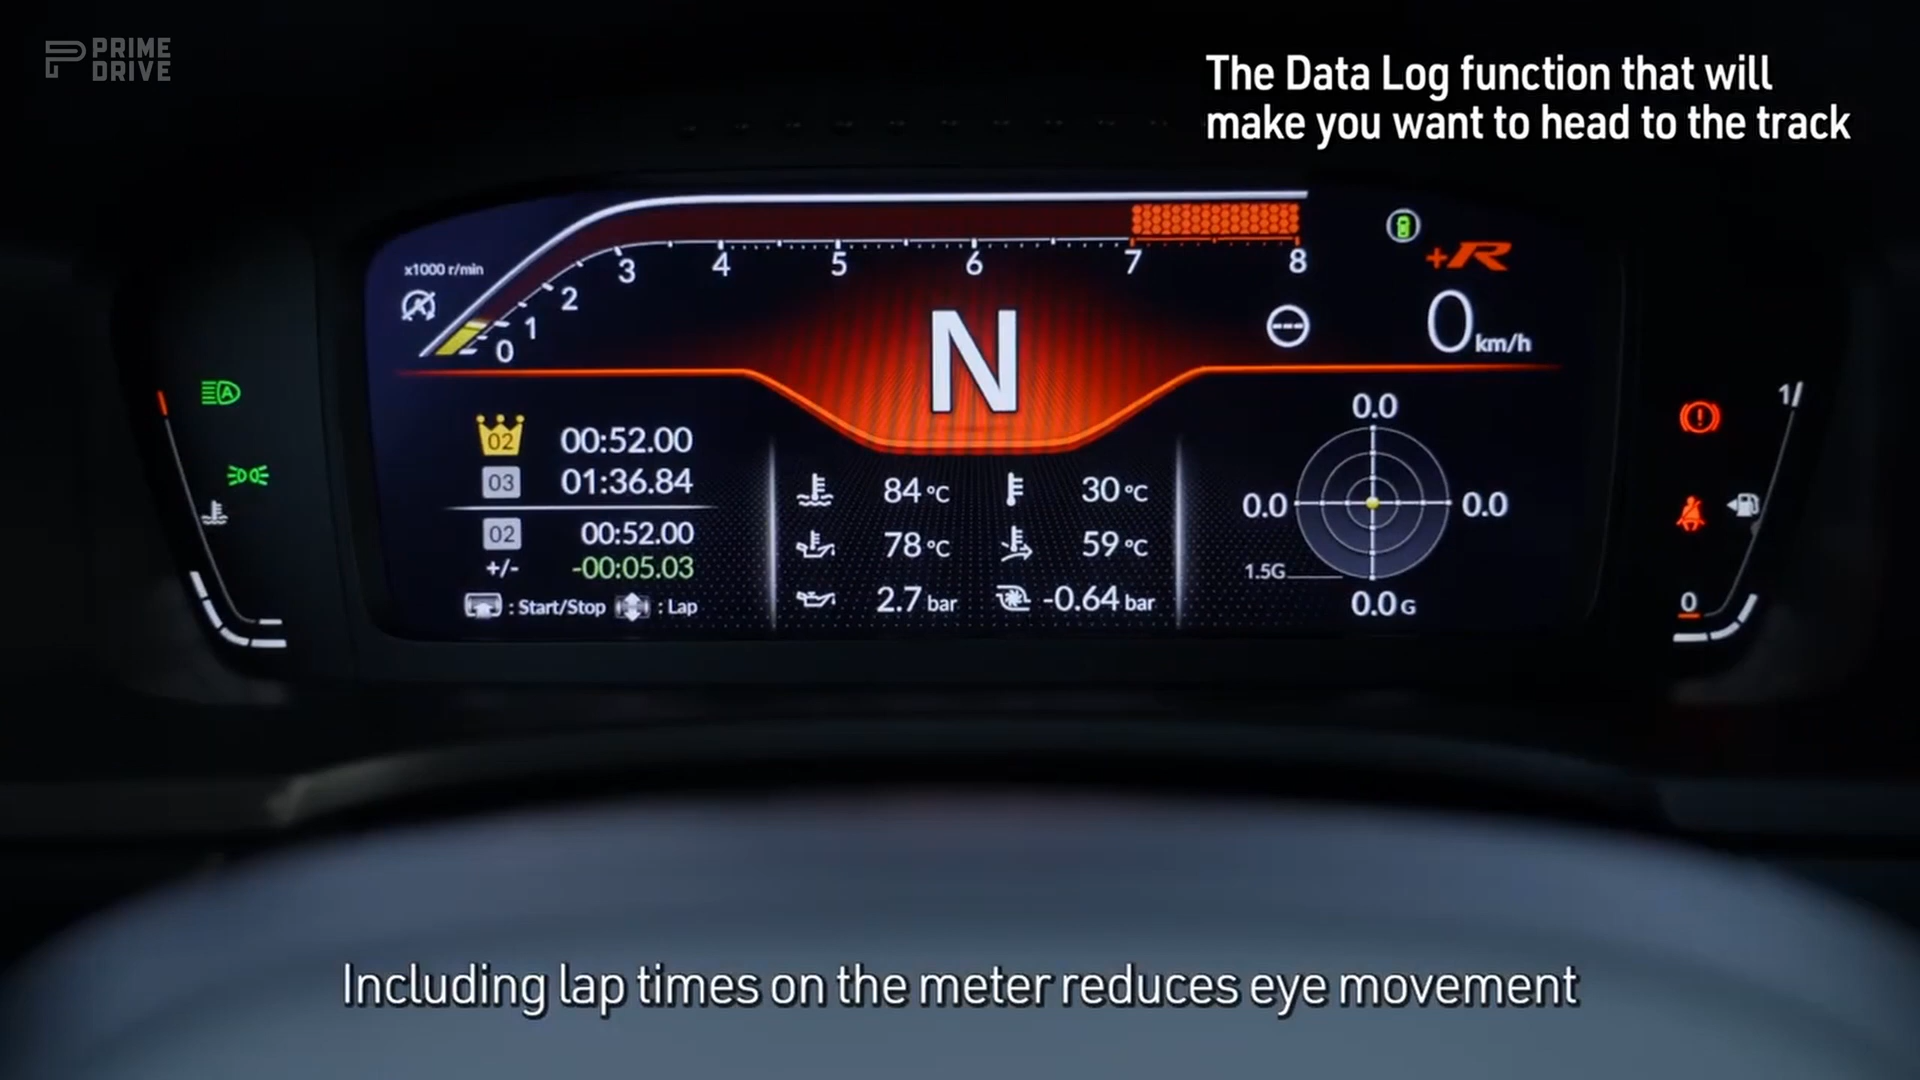 PRIME
DRIVE
The Data Log function that will
make you want to head to the track
x1000 r/min
0 1 2 3 4 5 6 7 8
A
+R
N
0 km/h
02 00:52.00
03 01:36.84
02 00:52.00
+/- -00:05.03
: Start/Stop : Lap
84 °C 30 °C
78 °C 59 °C
2.7 bar -0.64 bar
0.0
0.0 0.0
1.5G
0.0 G
A
1/
0
Including lap times on the meter reduces eye movement